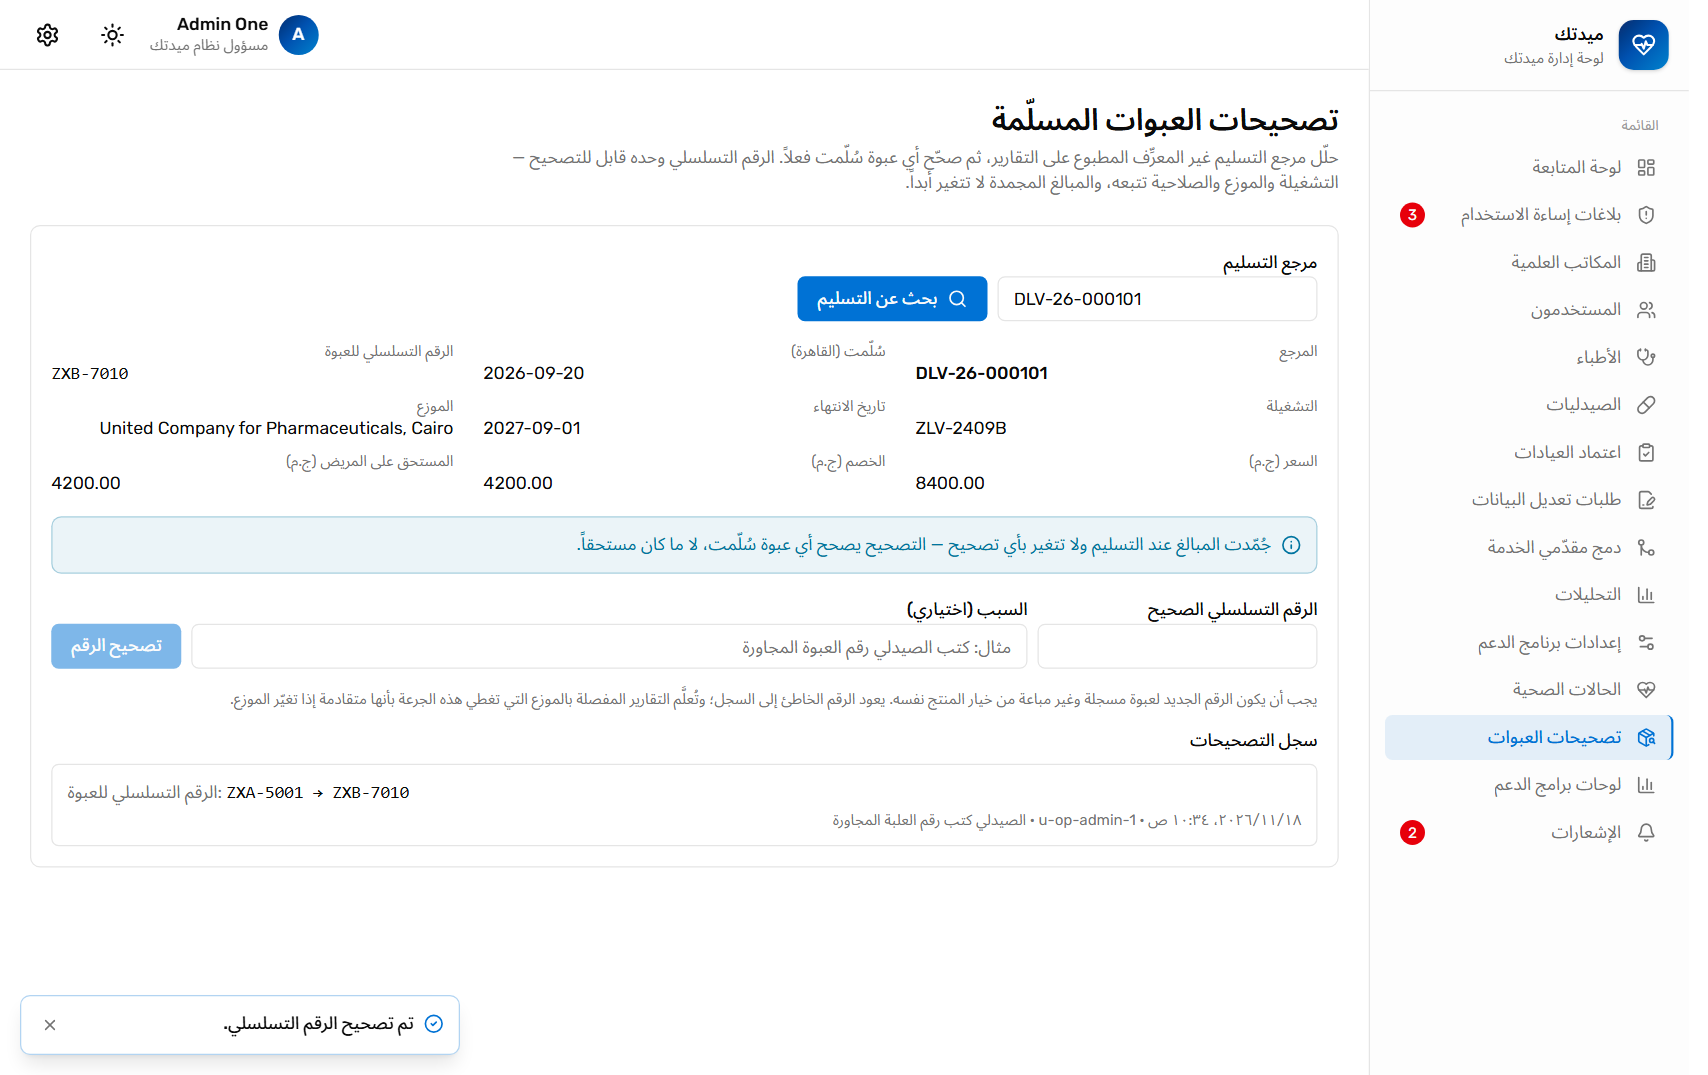 ميدتك
لوحة إدارة ميدتك
Admin One
مسؤول نظام ميدتك
A
القائمة
لوحة المتابعة
بلاغات إساءة الاستخدام
3
المكاتب العلمية
المستخدمون
الأطباء
الصيدليات
اعتماد العيادات
طلبات تعديل البيانات
دمج مقدّمي الخدمة
التحليلات
إعدادات برنامج الدعم
الحالات الصحية
تصحيحات العبوات
لوحات برامج الدعم
الإشعارات
2
تصحيحات العبوات المسلّمة
حلّل مرجع التسليم غير المعرِّف المطبوع على التقارير، ثم صحّح أي عبوة سُلّمت فعلاً. الرقم التسلسلي وحده قابل للتصحيح —
التشغيلة والموزع والصلاحية تتبعه، والمبالغ المجمدة لا تتغير أبداً.
مرجع التسليم
DLV-26-000101
بحث عن التسليم
المرجع
DLV-26-000101
سُلّمت (القاهرة)
2026-09-20
الرقم التسلسلي للعبوة
ZXB-7010
التشغيلة
ZLV-2409B
تاريخ الانتهاء
2027-09-01
الموزع
United Company for Pharmaceuticals, Cairo
السعر (ج.م)
8400.00
الخصم (ج.م)
4200.00
المستحق على المريض (ج.م)
4200.00
جُمّدت المبالغ عند التسليم ولا تتغير بأي تصحيح — التصحيح يصحح أي عبوة سُلّمت، لا ما كان مستحقاً.
الرقم التسلسلي الصحيح
السبب (اختياري)
مثال: كتب الصيدلي رقم العبوة المجاورة
تصحيح الرقم
يجب أن يكون الرقم الجديد لعبوة مسجلة وغير مباعة من خيار المنتج نفسه. يعود الرقم الخاطئ إلى السجل؛ وتُعلَّم التقارير المفصلة بالموزع التي تغطي هذه الجرعة بأنها متقادمة إذا تغيّر الموزع.
سجل التصحيحات
الرقم التسلسلي للعبوة: ZXA-5001 → ZXB-7010
٢٠٢٦/١١/١٨، ١٠:٣٤ ص • u-op-admin-1 • الصيدلي كتب رقم العلبة المجاورة
تم تصحيح الرقم التسلسلي.